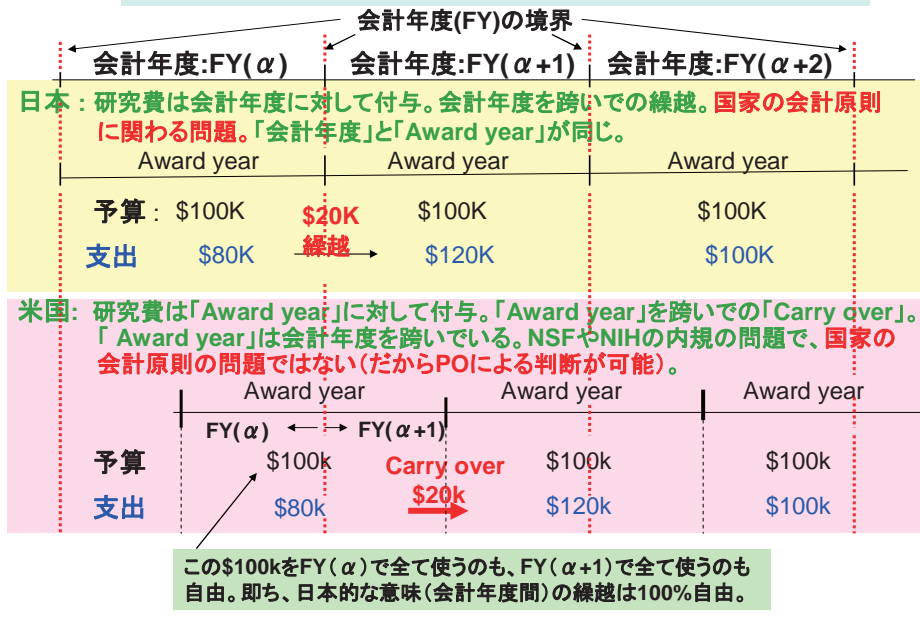 会計年度(FY)の境界
会計年度:FY(α) 会計年度:FY(α+1) 会計年度:FY(α+2)
日本：研究費は会計年度に対して付与。会計年度を跨いでの繰越。国家の会計原則
に関わる問題。「会計年度」と「Award year」が同じ。
Award year Award year Award year
予算： $100K $20K $100K $100K
繰越
支出 $80K $120K $100K
米国: 研究費は「Award year」に対して付与。「Award year」を跨いでの「Carry over」。
「 Award year」は会計年度を跨いでいる。NSFやNIHの内規の問題で、国家の
会計原則の問題ではない（だからPOによる判断が可能）。
Award year Award year Award year
FY(α) FY(α+1)
予算 $100k Carry over $100k $100k
支出 $80k $20k $120k $100k
この$100kをFY(α)で全て使うのも、FY(α+1)で全て使うのも
自由。即ち、日本的な意味（会計年度間）の繰越は100%自由。